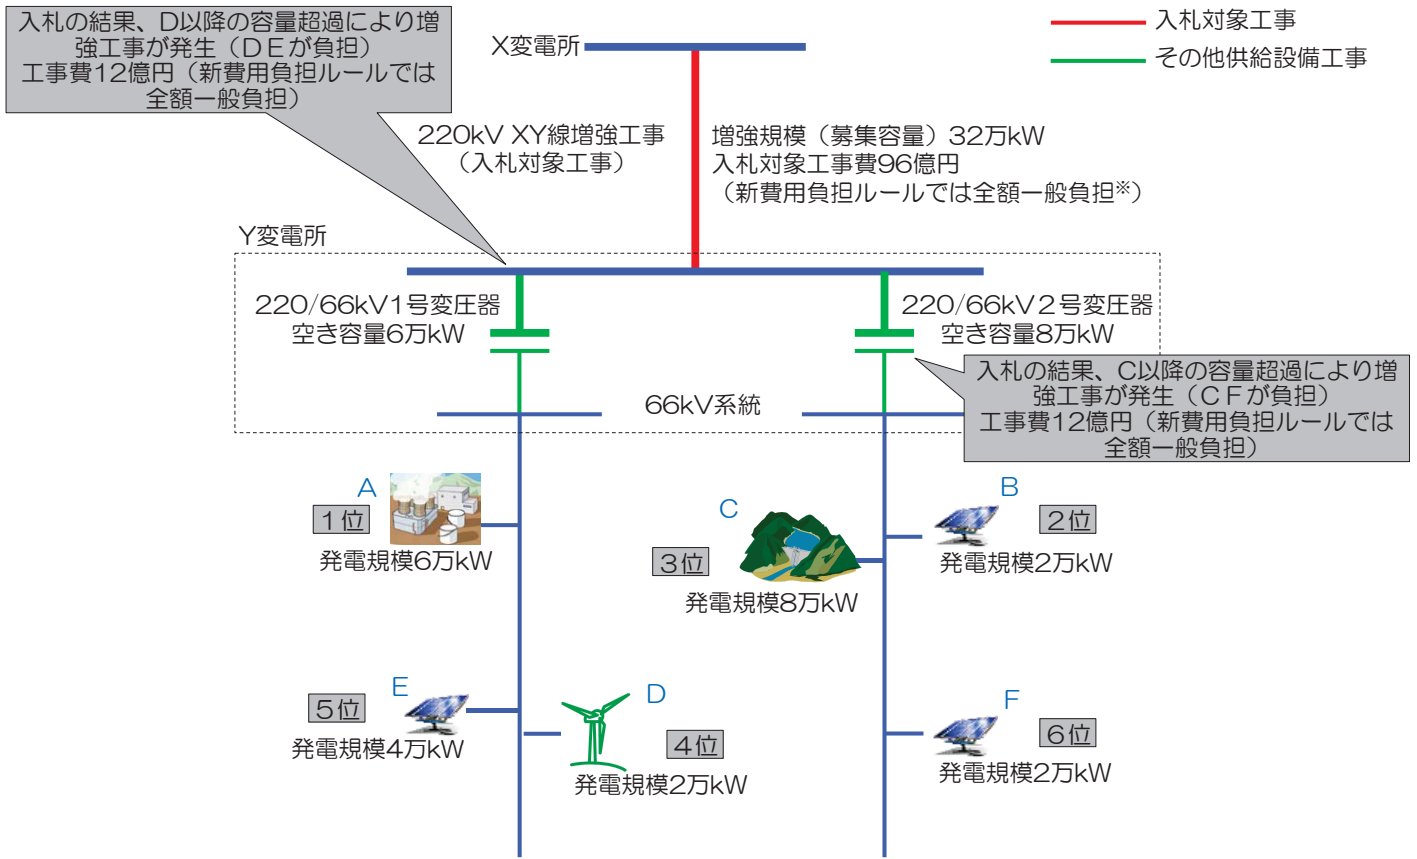 入札の結果、D以降の容量超過により増
強工事が発生（ＤＥが負担）
工事費12億円（新費用負担ルールでは
全額一般負担）
X変電所
入札対象工事
その他供給設備工事
220kV XY線増強工事
（入札対象工事）
増強規模（募集容量）32万kW
入札対象工事費96億円
（新費用負担ルールでは全額一般負担※）
Y変電所
220/66kV1号変圧器
空き容量6万kW
220/66kV２号変圧器
空き容量8万kW
入札の結果、C以降の容量超過により増
強工事が発生（ＣＦが負担）
工事費12億円（新費用負担ルールでは
全額一般負担）
66kV系統
A
1位
発電規模6万kW
C
3位
発電規模8万kW
B
2位
発電規模2万kW
E
5位
発電規模4万kW
D
4位
発電規模2万kW
F
6位
発電規模2万kW